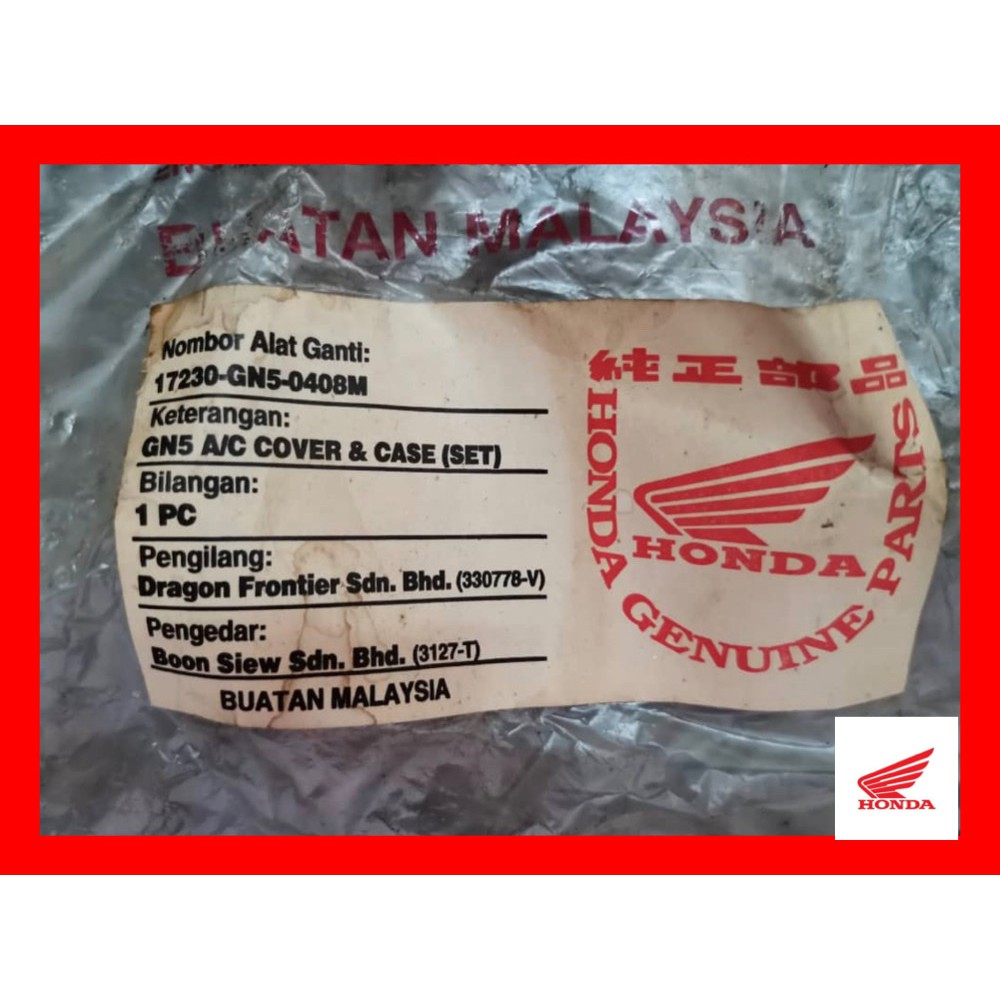 BUATAN MALAYSIA
Nombor Alat Ganti:
17230-GN5-0408M
Keterangan:
GN5 A/C COVER & CASE (SET)
Bilangan:
1 PC
Pengilang:
Dragon Frontier Sdn. Bhd. (330778-V)
Pengedar:
Boon Siew Sdn. Bhd. (3127-T)
BUATAN MALAYSIA
純正部品
HONDA
HONDA GENUINE PARTS
HONDA